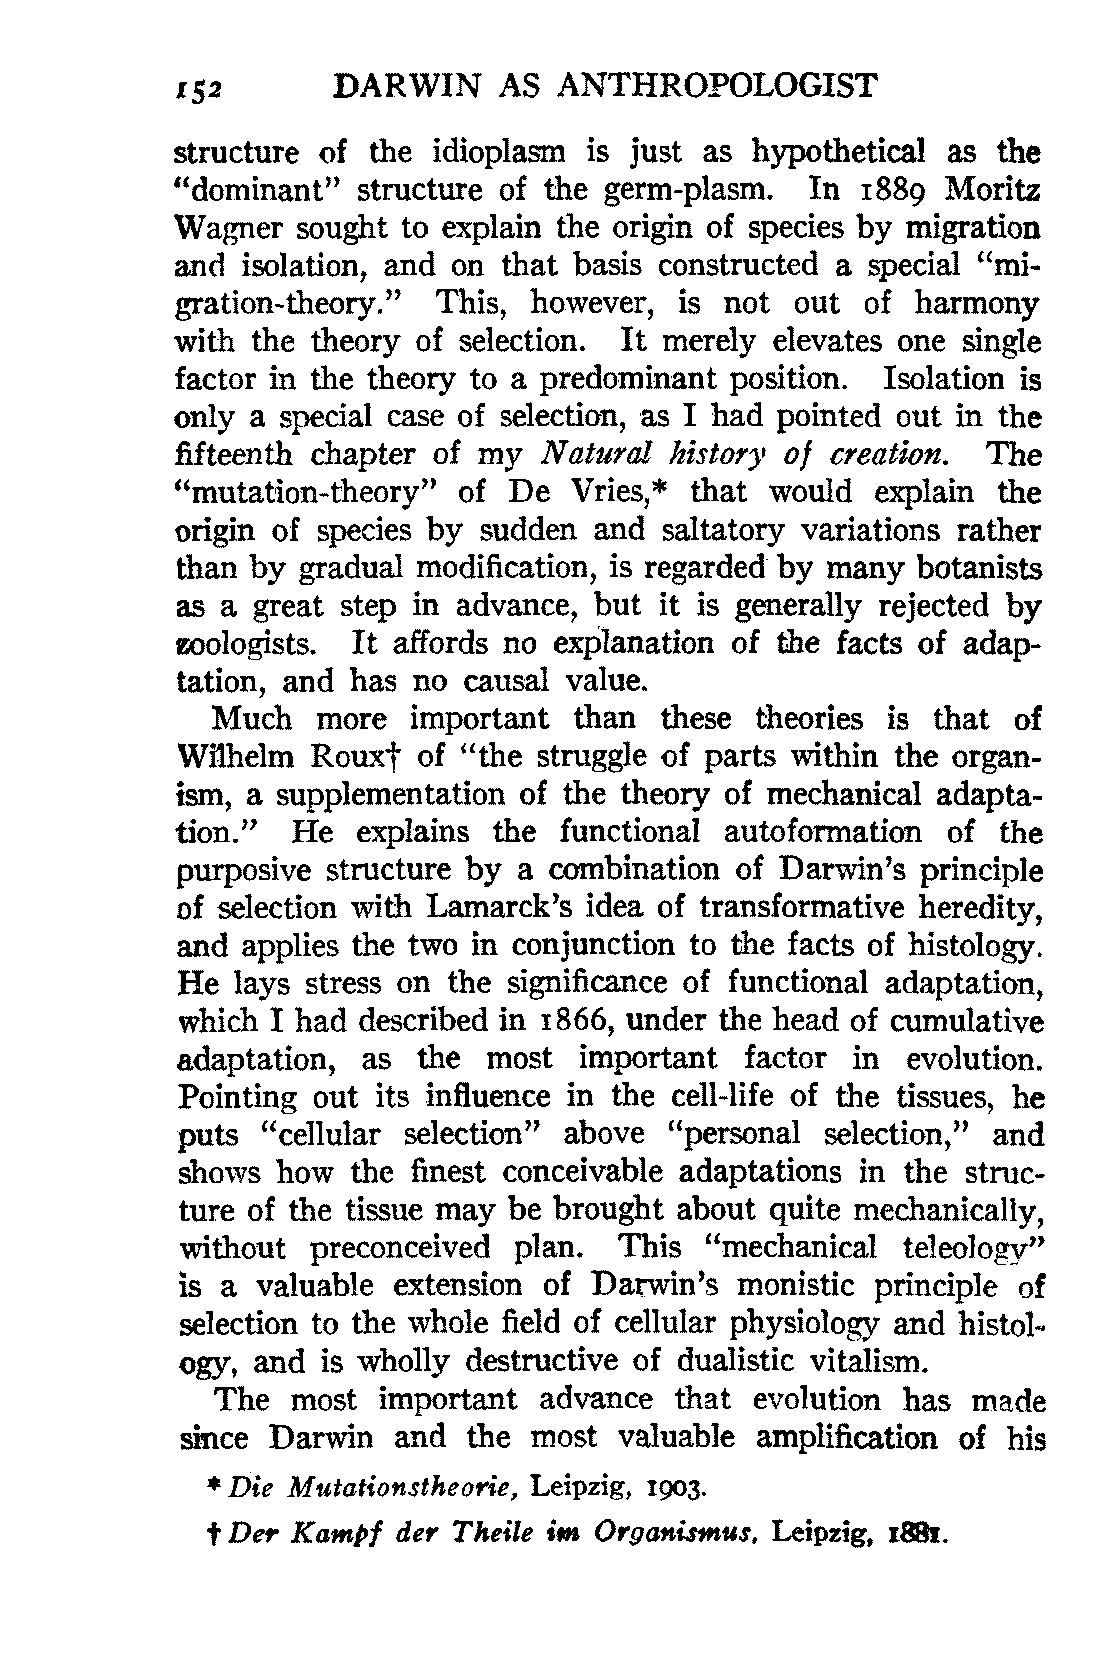 152 DARWIN AS ANTHROPOLOGIST
structure of the idioplasm is just as hypothetical as the
“dominant” structure of the germ-plasm. In 1889 Moritz
Wagner sought to explain the origin of species by migration
and isolation, and on that basis constructed a special “mi-
gration-theory.” This, however, is not out of harmony
with the theory of selection. It merely elevates one single
factor in the theory to a predominant position. Isolation is
only a special case of selection, as I had pointed out in the
fifteenth chapter of my Natural history of creation. The
“mutation-theory” of De Vries,* that would explain the
origin of species by sudden and saltatory variations rather
than by gradual modification, is regarded by many botanists
as a great step in advance, but it is generally rejected by
zoologists. It affords no explanation of the facts of adap-
tation, and has no causal value.
Much more important than these theories is that of
Wilhelm Roux† of “the struggle of parts within the organ-
ism, a supplementation of the theory of mechanical adapta-
tion.” He explains the functional autoformation of the
purposive structure by a combination of Darwin’s principle
of selection with Lamarck’s idea of transformative heredity,
and applies the two in conjunction to the facts of histology.
He lays stress on the significance of functional adaptation,
which I had described in 1866, under the head of cumulative
adaptation, as the most important factor in evolution.
Pointing out its influence in the cell-life of the tissues, he
puts “cellular selection” above “personal selection,” and
shows how the finest conceivable adaptations in the struc-
ture of the tissue may be brought about quite mechanically,
without preconceived plan. This “mechanical teleology”
is a valuable extension of Darwin’s monistic principle of
selection to the whole field of cellular physiology and histol-
ogy, and is wholly destructive of dualistic vitalism.
The most important advance that evolution has made
since Darwin and the most valuable amplification of his
* Die Mutationstheorie, Leipzig, 1903.
† Der Kampf der Theile im Organismus, Leipzig, 1881.